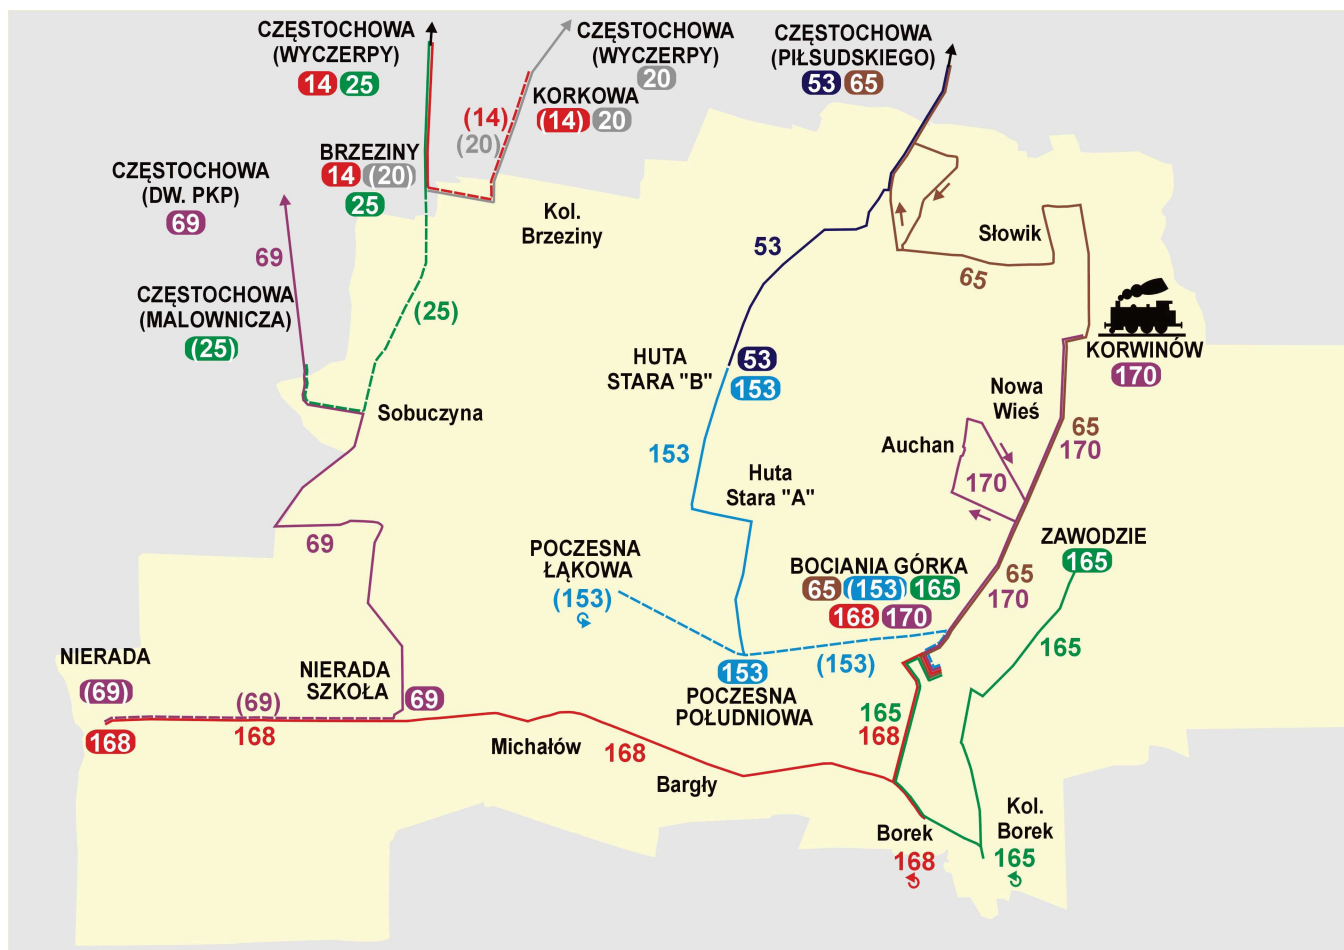 CZĘSTOCHOWA
(WYCZERPY)
14 25
CZĘSTOCHOWA
(WYCZERPY)
20
CZĘSTOCHOWA
(PIŁSUDSKIEGO)
53 65
KORKOWA
(14) 20
(14)
(20)
BRZEZINY
14 (20)
25
CZĘSTOCHOWA
(DW. PKP)
69
Kol.
Brzeziny
69
53
Słowik
65
CZĘSTOCHOWA
(MALOWNICZA)
(25)
(25)
HUTA
STARA "B"
53
153
KORWINÓW
170
Nowa
Wieś
Sobuczyna
65
170
Auchan
153
Huta
Stara "A"
170
69
POCZESNA
ŁĄKOWA
(153)
BOCIANIA GÓRKA
65 (153) 165
168 170
ZAWODZIE
165
65
170
165
NIERADA
(69)
168
NIERADA
SZKOŁA
69
(69)
168
153
POCZESNA
POŁUDNIOWA
(153)
165
168
Michałów
168
Bargły
Borek
168
Kol.
Borek
165